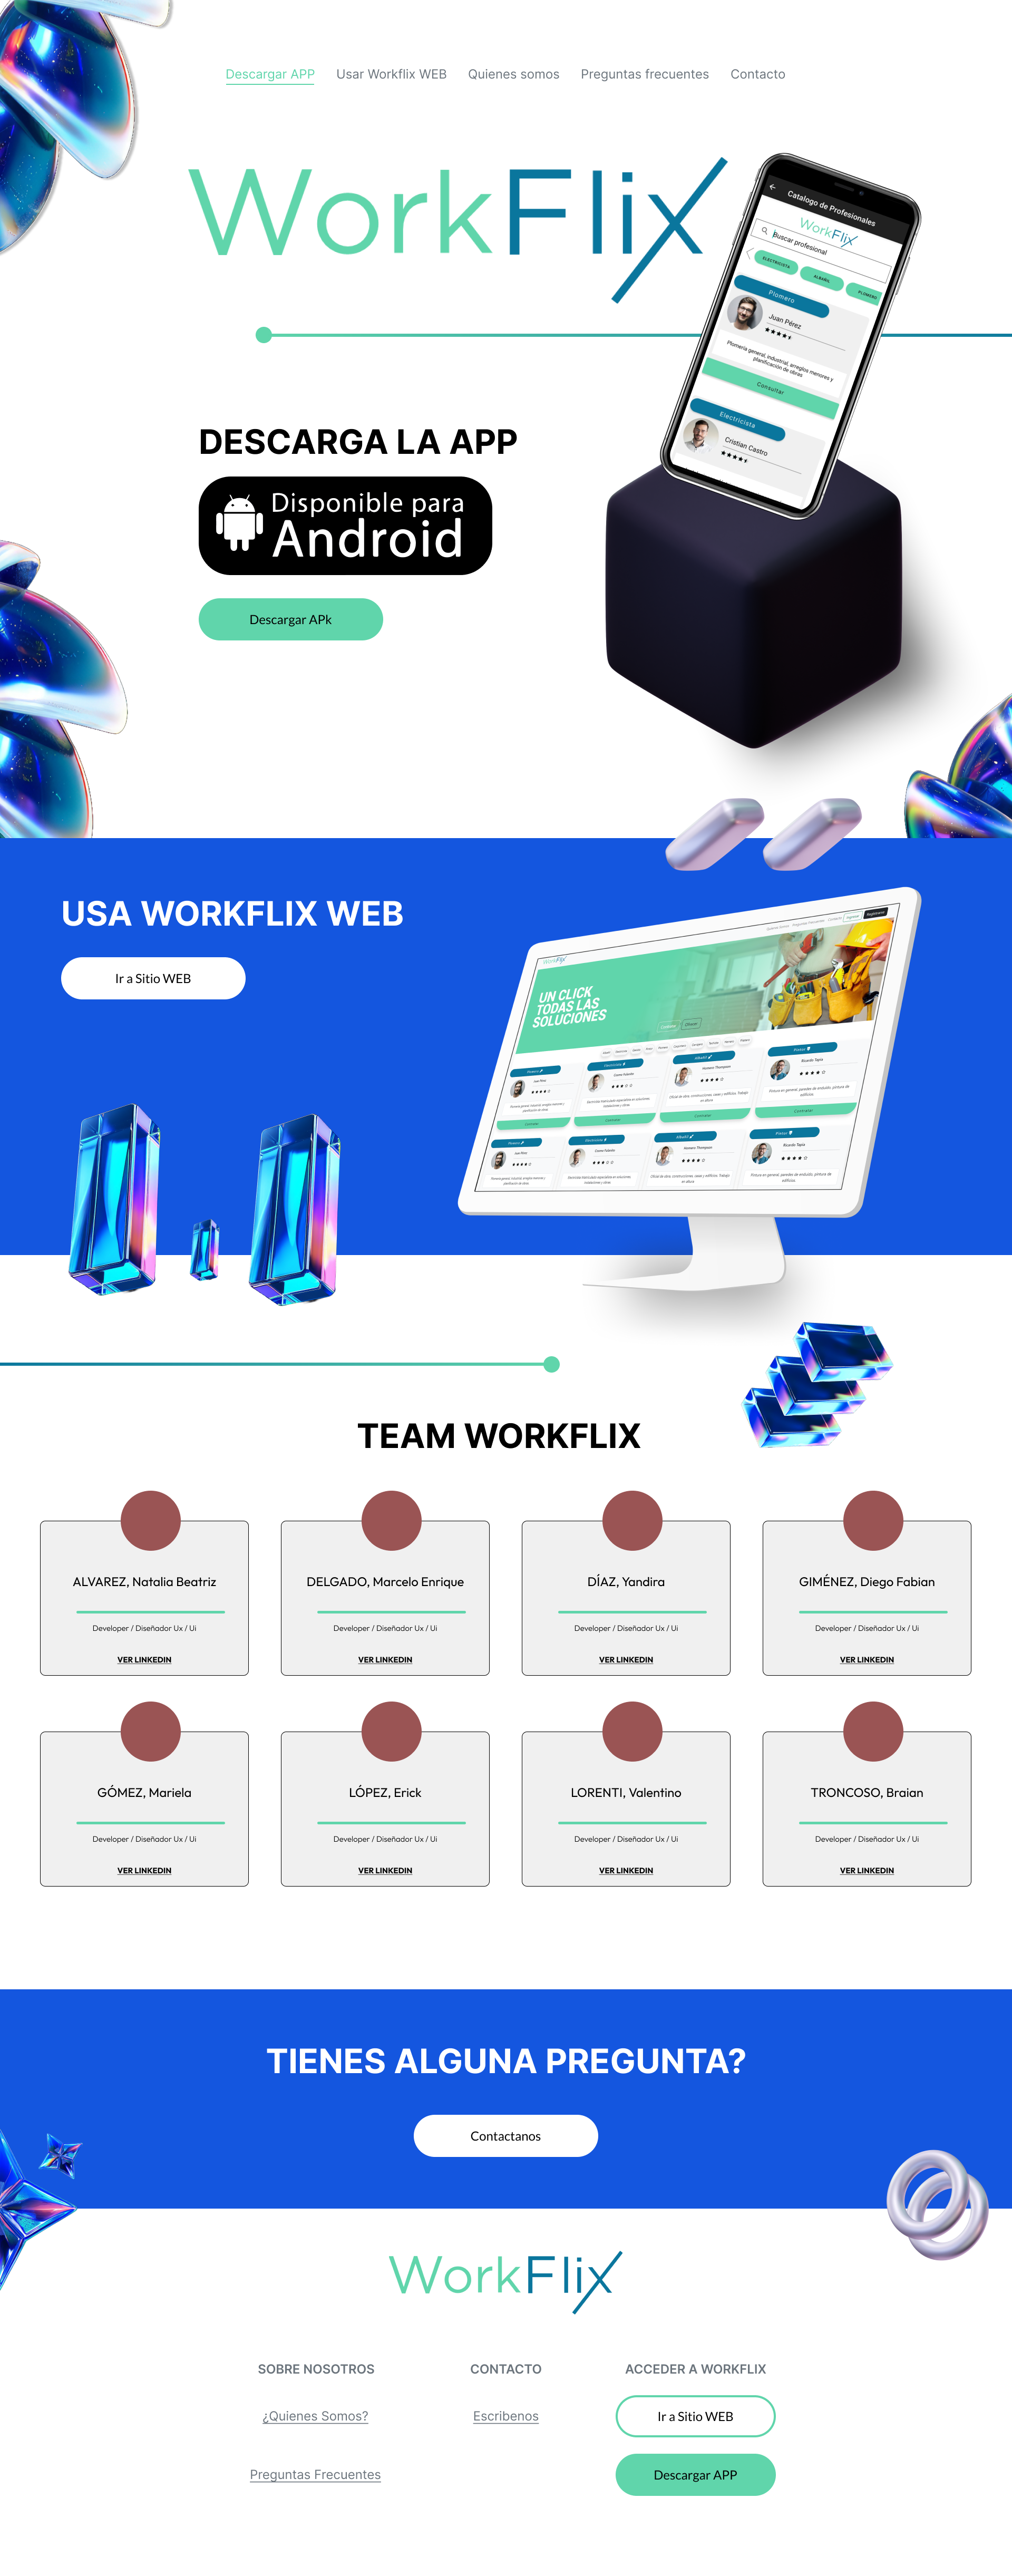 Descargar APP
Usar Workflix WEB
Quienes somos
Preguntas frecuentes
Contacto
WorkFlix
Catalogo de Profesionales
WorkFlix
Buscar profesional
ELECTRICISTA
ALBAÑIL
PLOMERO
Plomero
Juan Pérez
Plomería general, industrial, arreglos menores y
planificación de obras
Consultar
Electricista
Cristian Castro
DESCARGA LA APP
Disponible para
Android
Descargar APk
USA WORKFLIX WEB
Ir a Sitio WEB
WorkFlix
UN CLICK
TODAS LAS
SOLUCIONES
TEAM WORKFLIX
ALVAREZ, Natalia Beatriz
Developer / Diseñador Ux / Ui
VER LINKEDIN
DELGADO, Marcelo Enrique
Developer / Diseñador Ux / Ui
VER LINKEDIN
DÍAZ, Yandira
Developer / Diseñador Ux / Ui
VER LINKEDIN
GIMÉNEZ, Diego Fabian
Developer / Diseñador Ux / Ui
VER LINKEDIN
GÓMEZ, Mariela
Developer / Diseñador Ux / Ui
VER LINKEDIN
LÓPEZ, Erick
Developer / Diseñador Ux / Ui
VER LINKEDIN
LORENTI, Valentino
Developer / Diseñador Ux / Ui
VER LINKEDIN
TRONCOSO, Braian
Developer / Diseñador Ux / Ui
VER LINKEDIN
TIENES ALGUNA PREGUNTA?
Contactanos
WorkFlix
SOBRE NOSOTROS
¿Quienes Somos?
Preguntas Frecuentes
CONTACTO
Escribenos
ACCEDER A WORKFLIX
Ir a Sitio WEB
Descargar APP